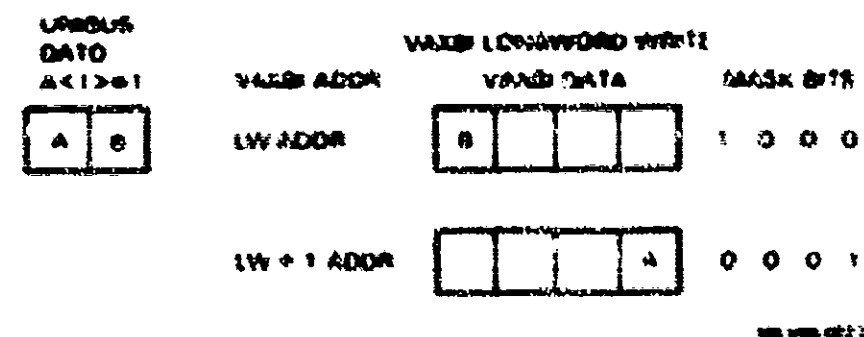 UNIBUS
DATO
A<1>=1
VAXBI LONGWORD WRITE
VAXBI ADDR VAXBI DATA MASK BITS
A B LW ADDR B 1 0 0 0
LW + 1 ADDR A 0 0 0 1